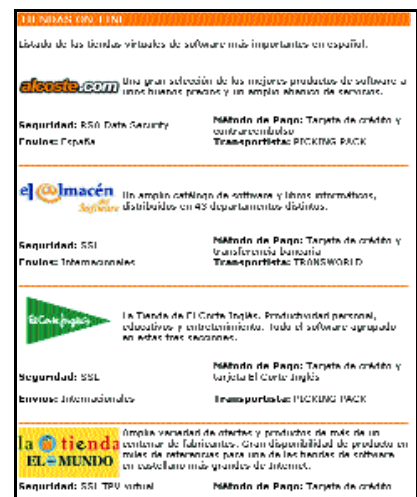 TIENDAS ON LINE
Listado de las tiendas virtuales de software más importantes en español.
alcoste.com
Una gran selección de los mejores productos de software a
unos buenos precios y un amplio abanico de servicios.
Seguridad: RSA Data Security
Método de Pago: Tarjeta de crédito y
contrareembolso
Envíos: España
Transportista: PICKING PACK
el @lmacén
del
Software
Un amplio catálogo de software y libros informáticos,
distribuidos en 43 departamentos distintos.
Seguridad: SSL
Método de Pago: Tarjeta de crédito y
transferencia bancaria
Envíos: Internacionales
Transportista: TRANSWORLD
El Corte Inglés
La Tienda de El Corte Inglés. Productividad personal,
educativos y entretenimiento. Todo el software agrupado
en estas tres secciones.
Seguridad: SSL
Método de Pago: Tarjeta de crédito y
tarjeta El Corte Inglés
Envíos: Internacionales
Transportista: PICKING PACK
la tienda
EL MUNDO
Amplia variedad de ofertas y productos de más de un
centenar de fabricantes. Gran disponibilidad de producto en
miles de referencias para una de las tiendas de software
en castellano más grandes de Internet.
Seguridad: SSL TPV virtual
Método de Pago: Tarjeta de crédito